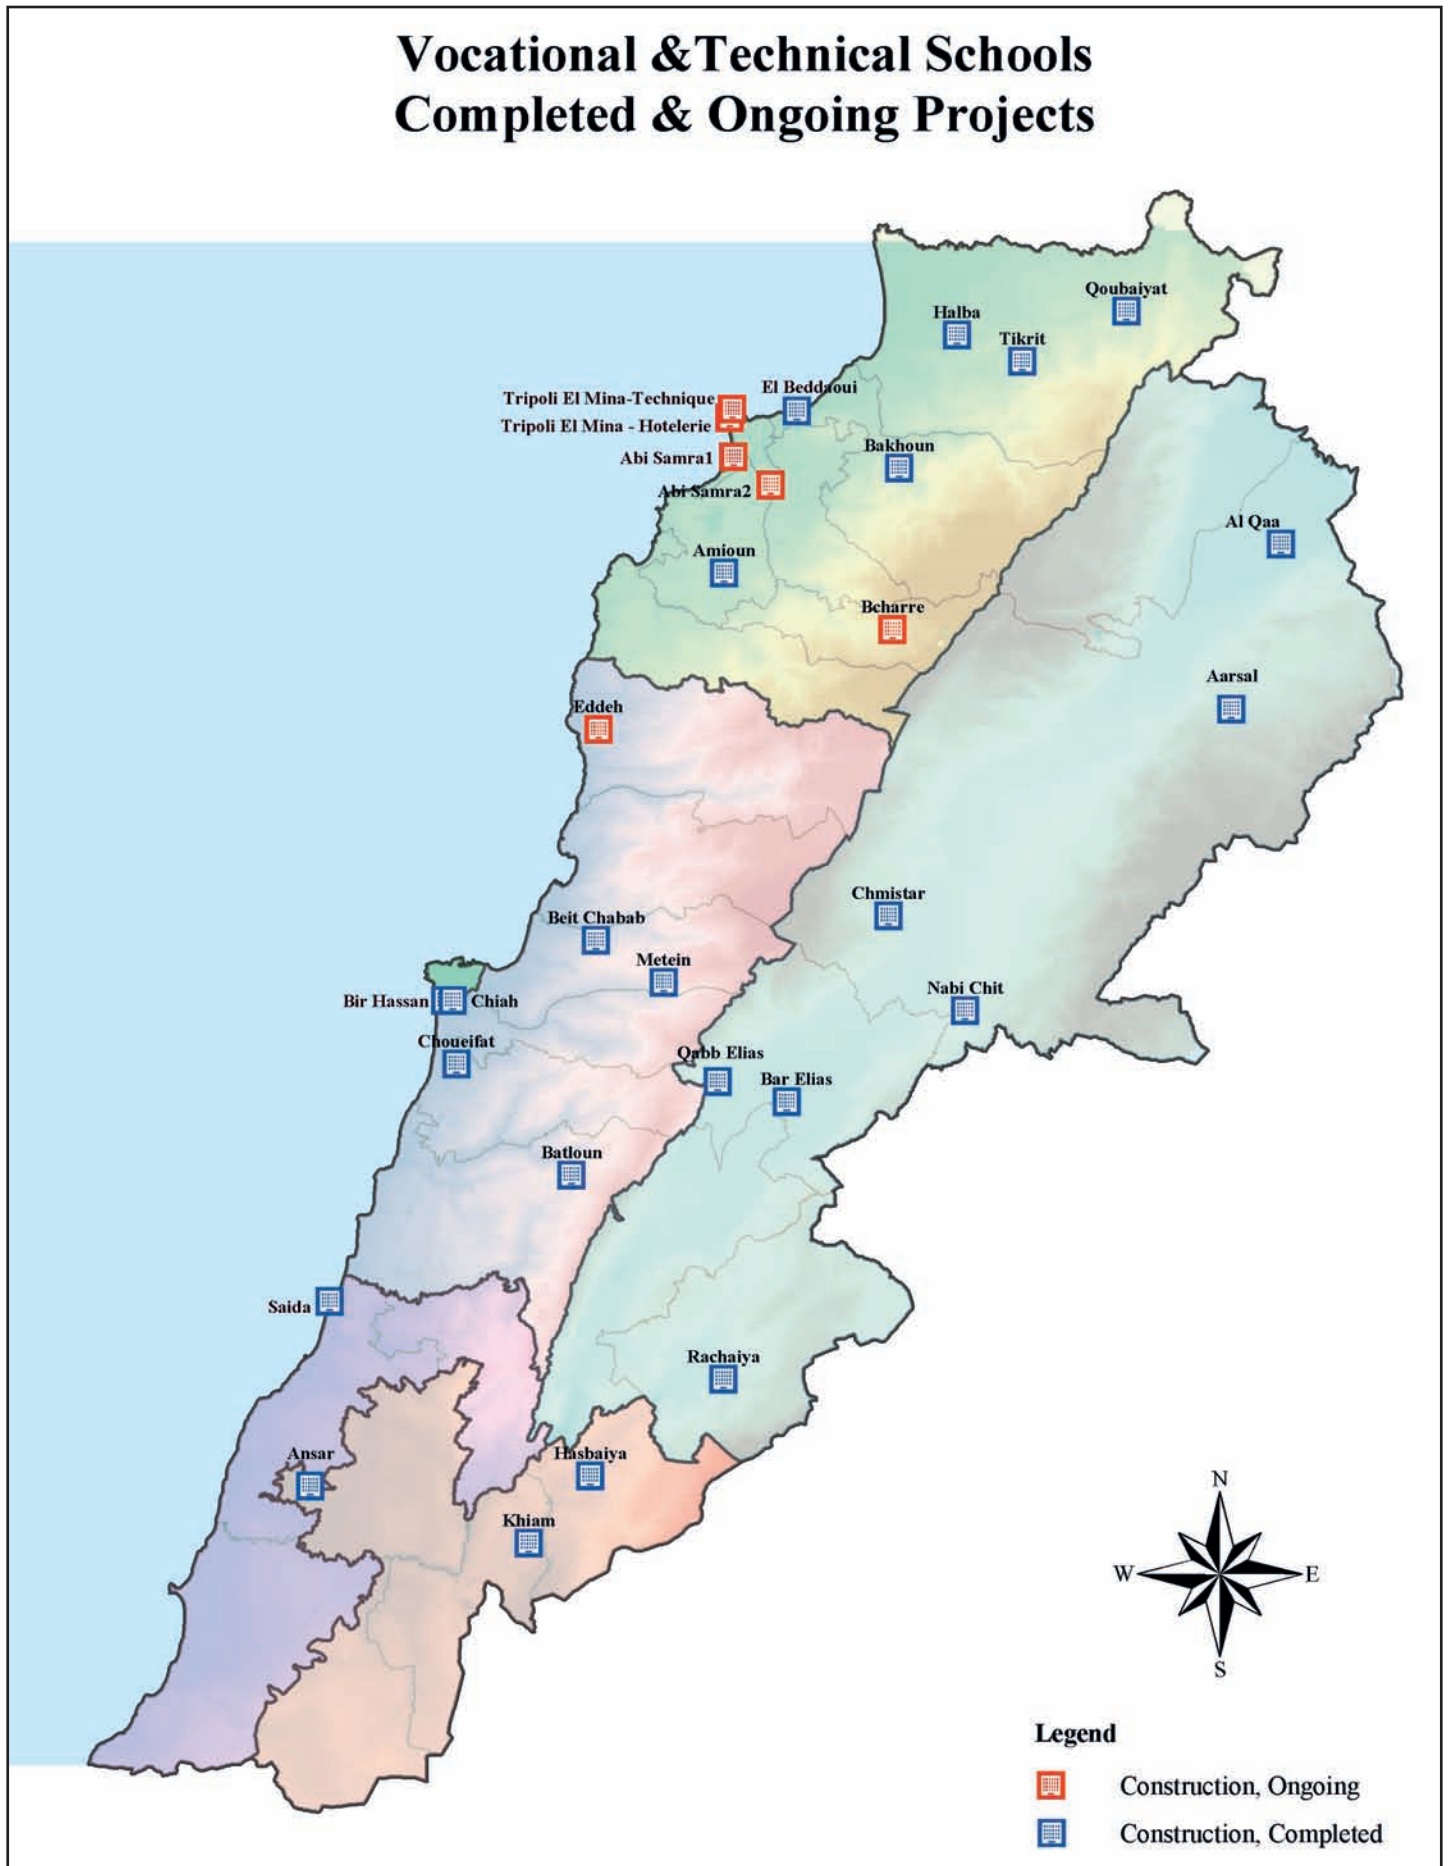 Vocational &Technical Schools
Completed & Ongoing Projects
Qoubaiyat
Halba
Tikrit
El Beddaoui
Tripoli El Mina-Technique
Tripoli El Mina - Hotelerie
Bakhoun
Abi Samra1
Abi Samra2
Al Qaa
Amioun
Bcharre
Aarsal
Eddeh
Chmistar
Beit Chabab
Metein
Nabi Chit
Bir Hassan
Chiah
Choueifat
Qabb Elias
Bar Elias
Batloun
Saida
Rachaiya
Ansar
Hasbaiya
Khiam
N
W
E
S
Legend
Construction, Ongoing
Construction, Completed